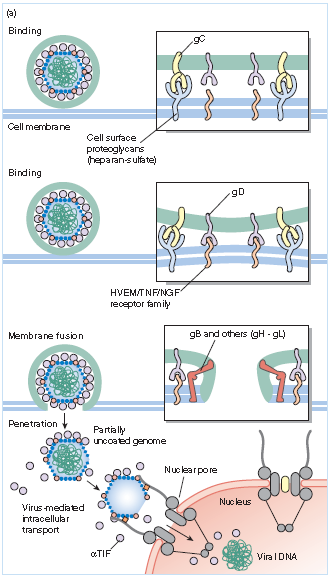 (a)
Binding
gC
Cell membrane
Cell surface
proteoglycans
(heparan-sulfate)
Binding
gD
HVEM/TNF/NGF
receptor family
Membrane fusion
gB and others (gH - gL)
Penetration
Partially
uncoated genome
Nuclear pore
Virus-mediated
intracellular
transport
Nucleus
αTIF
Viral DNA